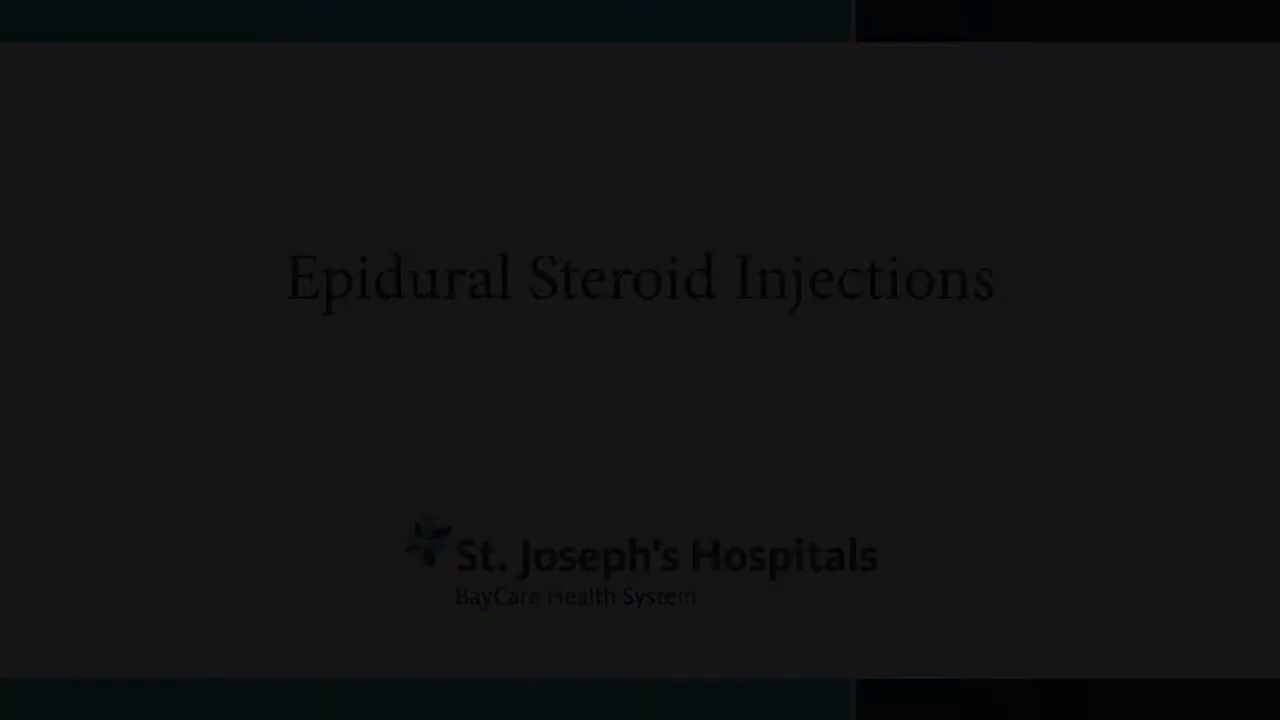 Epidural Steroid Injections
St. Joseph's Hospitals
BayCare Health System